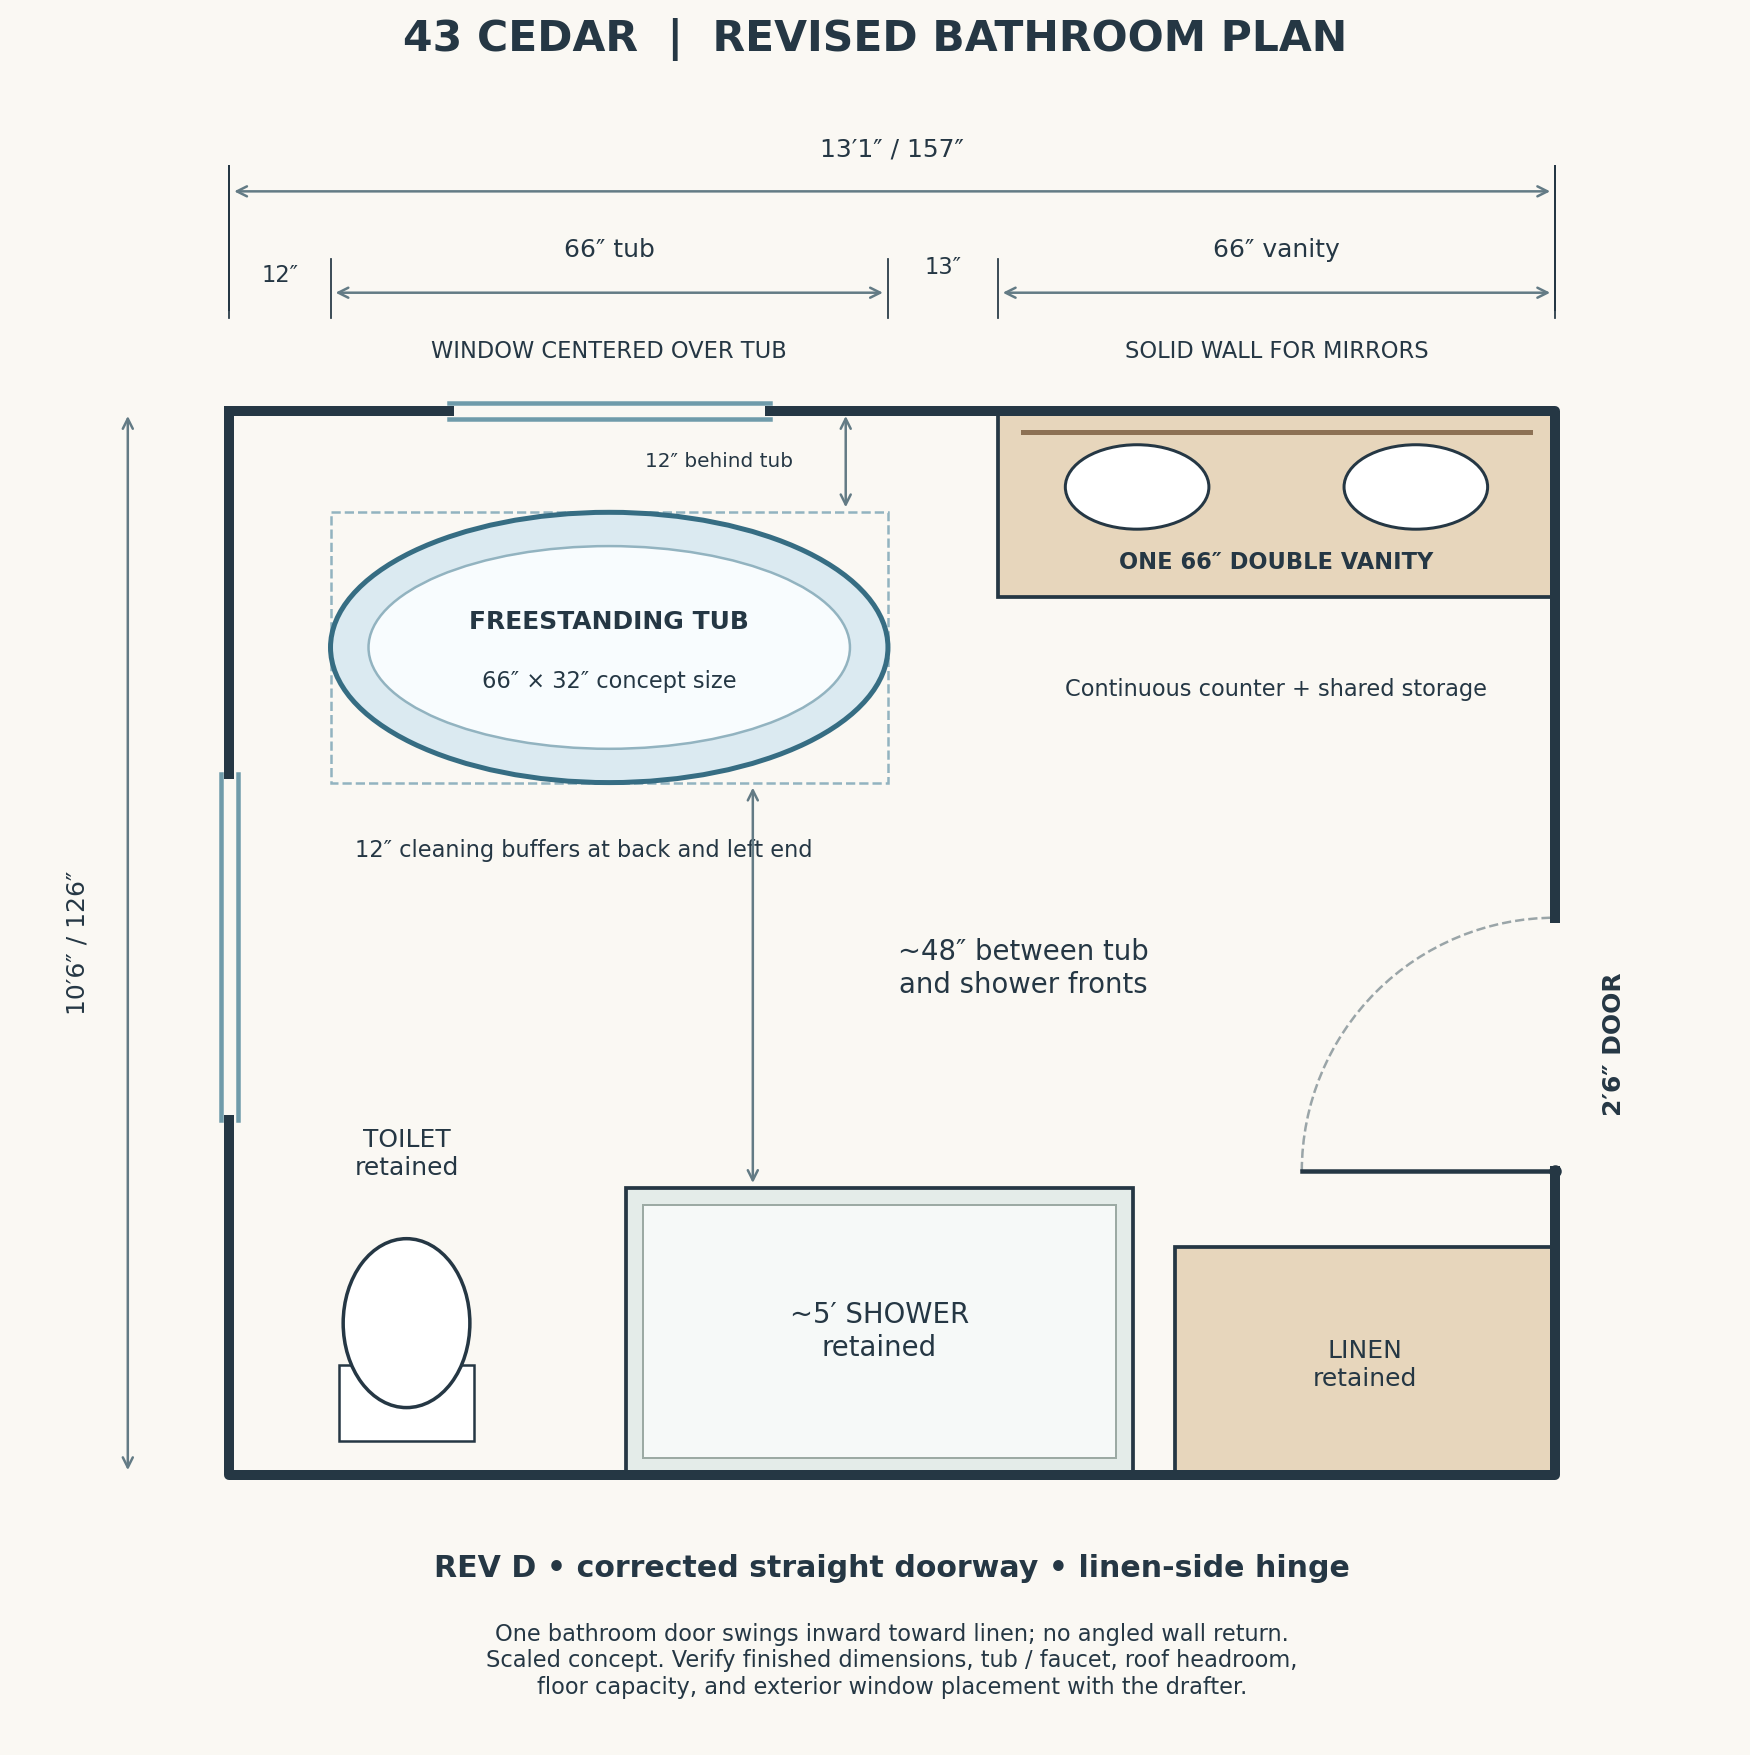 43 CEDAR | REVISED BATHROOM PLAN
13′1″ / 157″
12″
66″ tub
13″
66″ vanity
WINDOW CENTERED OVER TUB
SOLID WALL FOR MIRRORS
12″ behind tub
ONE 66″ DOUBLE VANITY
FREESTANDING TUB
66″ × 32″ concept size
Continuous counter + shared storage
12″ cleaning buffers at back and left end
10′6″ / 126″
~48″ between tub
and shower fronts
2′6″ DOOR
TOILET
retained
~5′ SHOWER
retained
LINEN
retained
REV D • corrected straight doorway • linen-side hinge
One bathroom door swings inward toward linen; no angled wall return.
Scaled concept. Verify finished dimensions, tub / faucet, roof headroom,
floor capacity, and exterior window placement with the drafter.